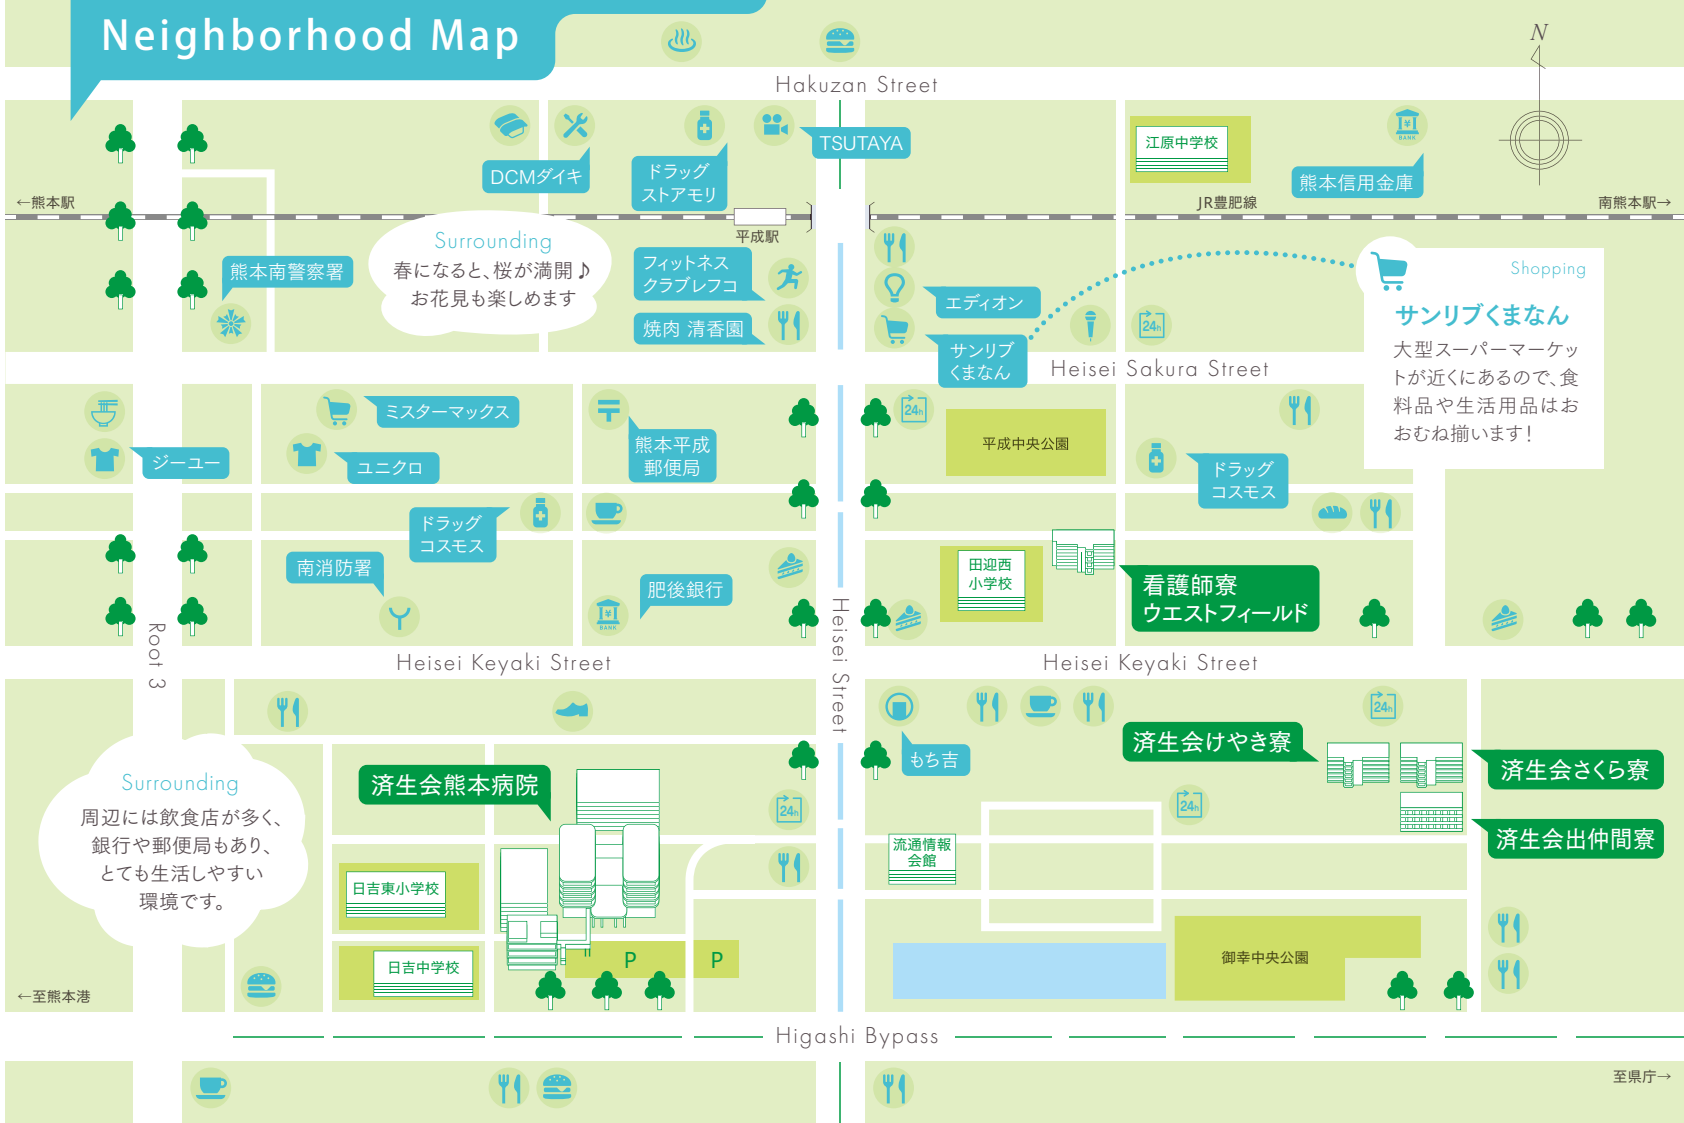 Neighborhood Map
N
Hakuzan Street
TSUTAYA
江原中学校
BANK
DCMダイキ
ドラッグ
ストアモリ
熊本信用金庫
←熊本駅
JR豊肥線
南熊本駅→
平成駅
Surrounding
春になると、桜が満開♪
お花見も楽しめます
熊本南警察署
フィットネス
クラブレフコ
焼肉 清香園
エディオン
サンリブ
くまなん
24h
Shopping
サンリブくまなん
大型スーパーマーケッ
トが近くにあるので、食
料品や生活用品はお
おむね揃います!
Heisei Sakura Street
ミスターマックス
ジーユー
ユニクロ
熊本平成
郵便局
24h
平成中央公園
ドラッグ
コスモス
ドラッグ
コスモス
南消防署
肥後銀行
BANK
田迎西
小学校
看護師寮
ウエストフィールド
Root 3
Heisei Keyaki Street
Heisei Street
Heisei Keyaki Street
もち吉
24h
済生会けやき寮
済生会さくら寮
済生会出仲間寮
Surrounding
周辺には飲食店が多く、
銀行や郵便局もあり、
とても生活しやすい
環境です。
済生会熊本病院
24h
24h
流通情報
会館
日吉東小学校
日吉中学校
P
P
御幸中央公園
←至熊本港
Higashi Bypass
至県庁→